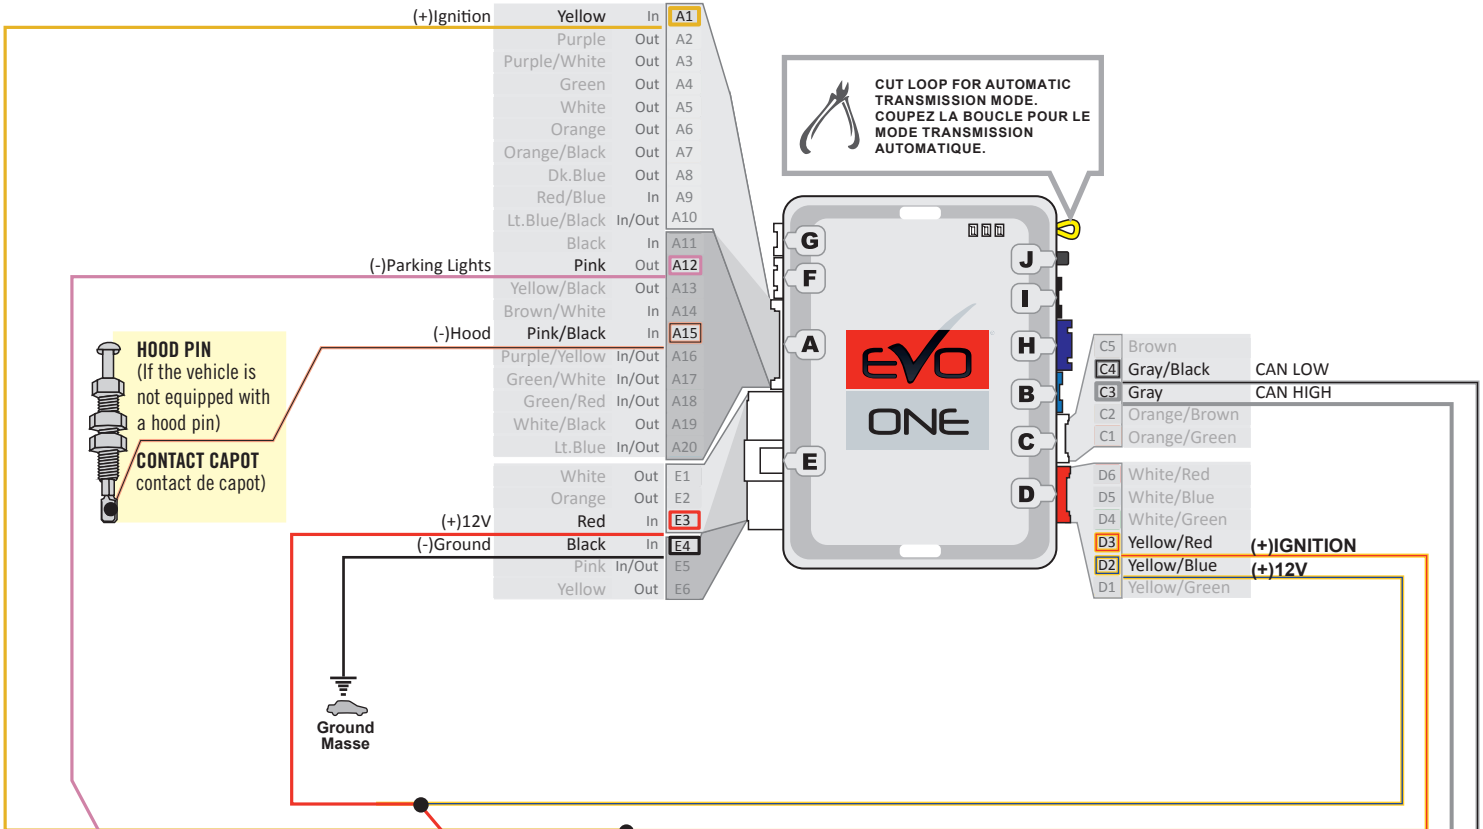 (+)Ignition Yellow In A1
Purple Out A2
Purple/White Out A3
Green Out A4
White Out A5
Orange Out A6
Orange/Black Out A7
Dk.Blue Out A8
Red/Blue In A9
Lt.Blue/Black In/Out A10
Black In A11
(-)Parking Lights Pink Out A12
Yellow/Black Out A13
Brown/White In A14
(-)Hood Pink/Black In A15
Purple/Yellow In/Out A16
Green/White In/Out A17
Green/Red In/Out A18
White/Black Out A19
Lt.Blue In/Out A20
White Out E1
Orange Out E2
(+)12V Red In E3
(-)Ground Black In E4
Pink In/Out E5
Yellow Out E6
HOOD PIN
(If the vehicle is
not equipped with
a hood pin)
CONTACT CAPOT
contact de capot)
Ground
Masse
CUT LOOP FOR AUTOMATIC
TRANSMISSION MODE.
COUPEZ LA BOUCLE POUR LE
MODE TRANSMISSION
AUTOMATIQUE.
G
F
A
E
J
I
H
B
C
D
EVO
ONE
C5 Brown
C4 Gray/Black CAN LOW
C3 Gray CAN HIGH
C2 Orange/Brown
C1 Orange/Green
D6 White/Red
D5 White/Blue
D4 White/Green
D3 Yellow/Red (+)IGNITION
D2 Yellow/Blue (+)12V
D1 Yellow/Green